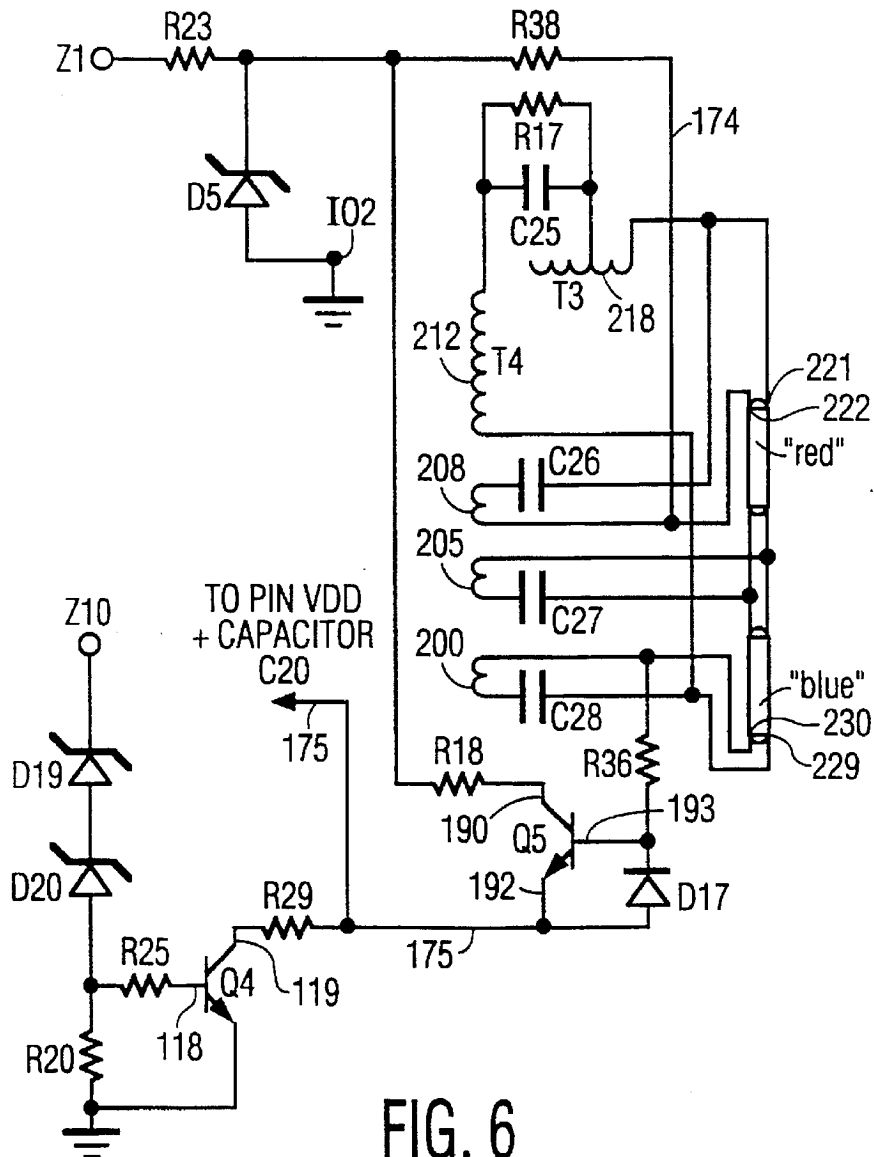 R23
R38
Z1
R17
174
D5
IO2
C25
T3
218
212
T4
221
222
"red"
C26
208
205
C27
TO PIN VDD
+ CAPACITOR
C20
Z10
200
C28
"blue"
230
229
175
R18
R36
D19
190
Q5
193
192
D17
D20
R29
175
R25
Q4
119
118
R20
FIG. 6